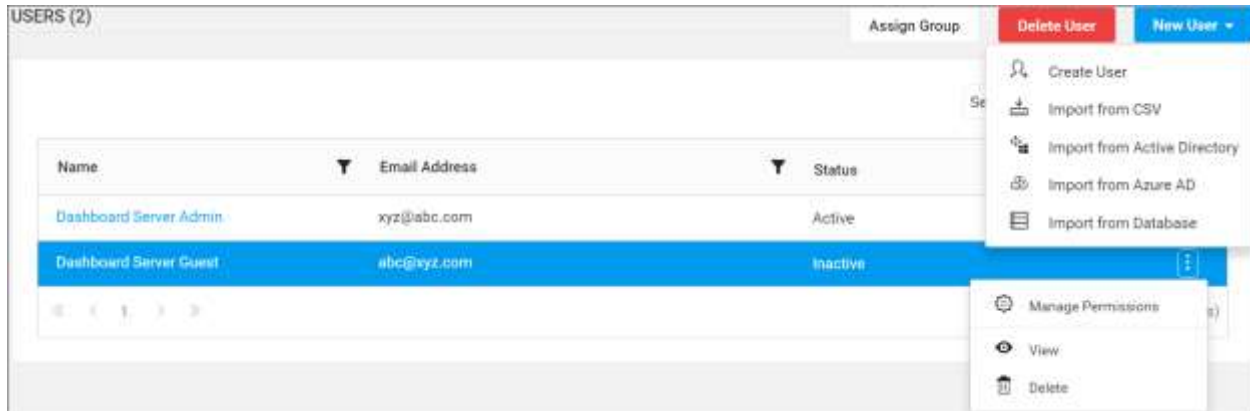 USERS (2)
Assign Group
Delete User
New User
Create User
Se
Import from CSV
Import from Active Directory
Import from Azure AD
Import from Database
Name
Email Address
Status
Dashboard Server Admin
xyz@abc.com
Active
Dashboard Server Guest
abc@xyz.com
Inactive
1
s)
Manage Permissions
View
Delete